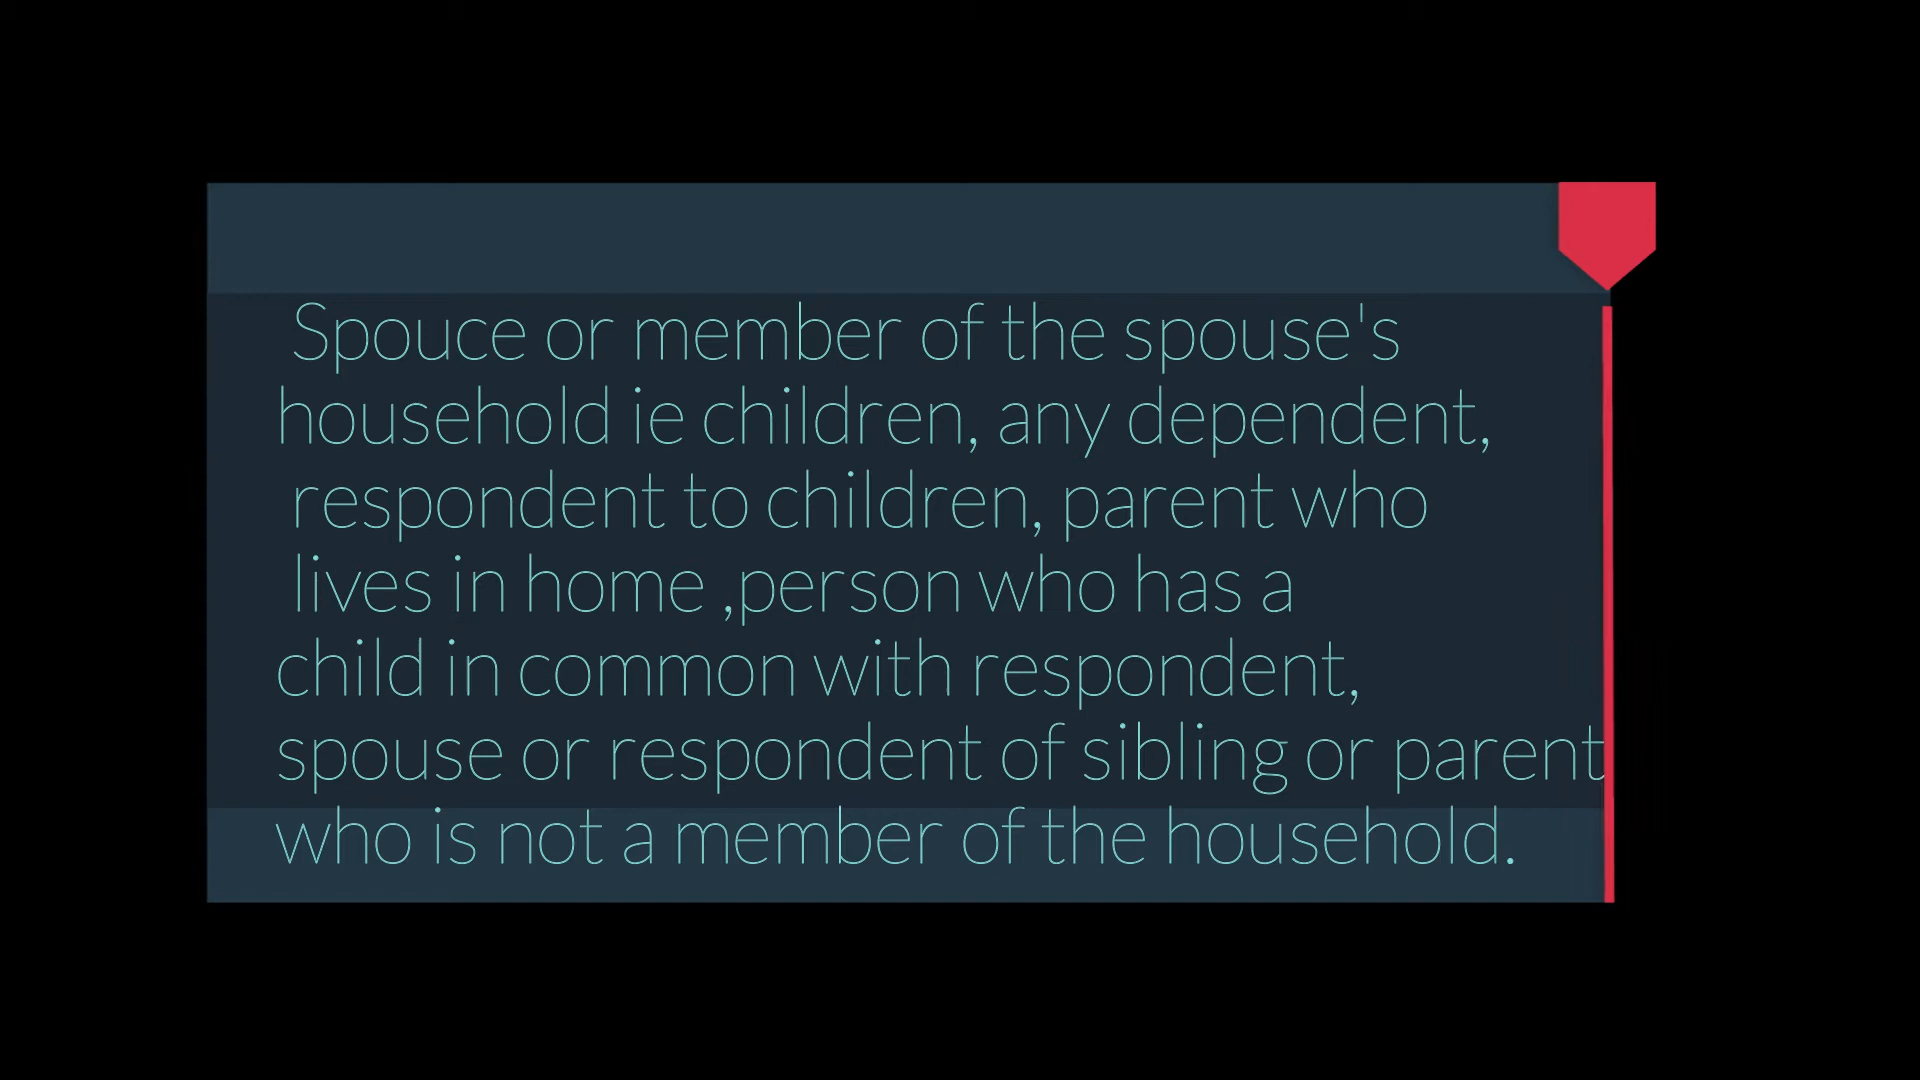 Spouce or member of the spouse's
household ie children, any dependent,
respondent to children, parent who
lives in home ,person who has a
child in common with respondent,
spouse or respondent of sibling or parent
who is not a member of the household.